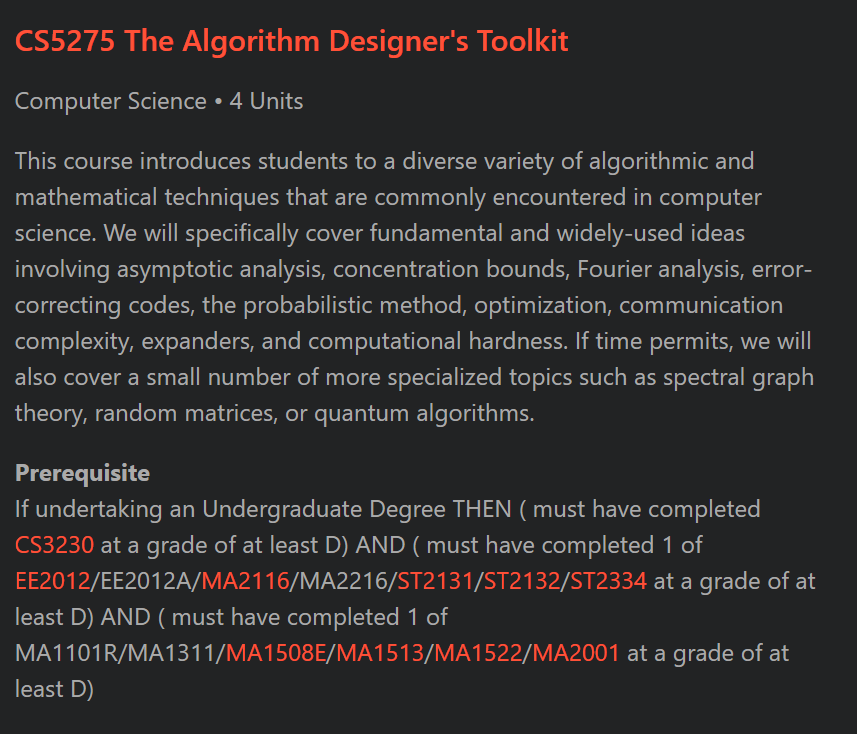 CS5275 The Algorithm Designer's Toolkit
Computer Science • 4 Units
This course introduces students to a diverse variety of algorithmic and
mathematical techniques that are commonly encountered in computer
science. We will specifically cover fundamental and widely-used ideas
involving asymptotic analysis, concentration bounds, Fourier analysis, error-
correcting codes, the probabilistic method, optimization, communication
complexity, expanders, and computational hardness. If time permits, we will
also cover a small number of more specialized topics such as spectral graph
theory, random matrices, or quantum algorithms.
Prerequisite
If undertaking an Undergraduate Degree THEN ( must have completed
CS3230 at a grade of at least D) AND ( must have completed 1 of
EE2012/EE2012A/MA2116/MA2216/ST2131/ST2132/ST2334 at a grade of at
least D) AND ( must have completed 1 of
MA1101R/MA1311/MA1508E/MA1513/MA1522/MA2001 at a grade of at
least D)